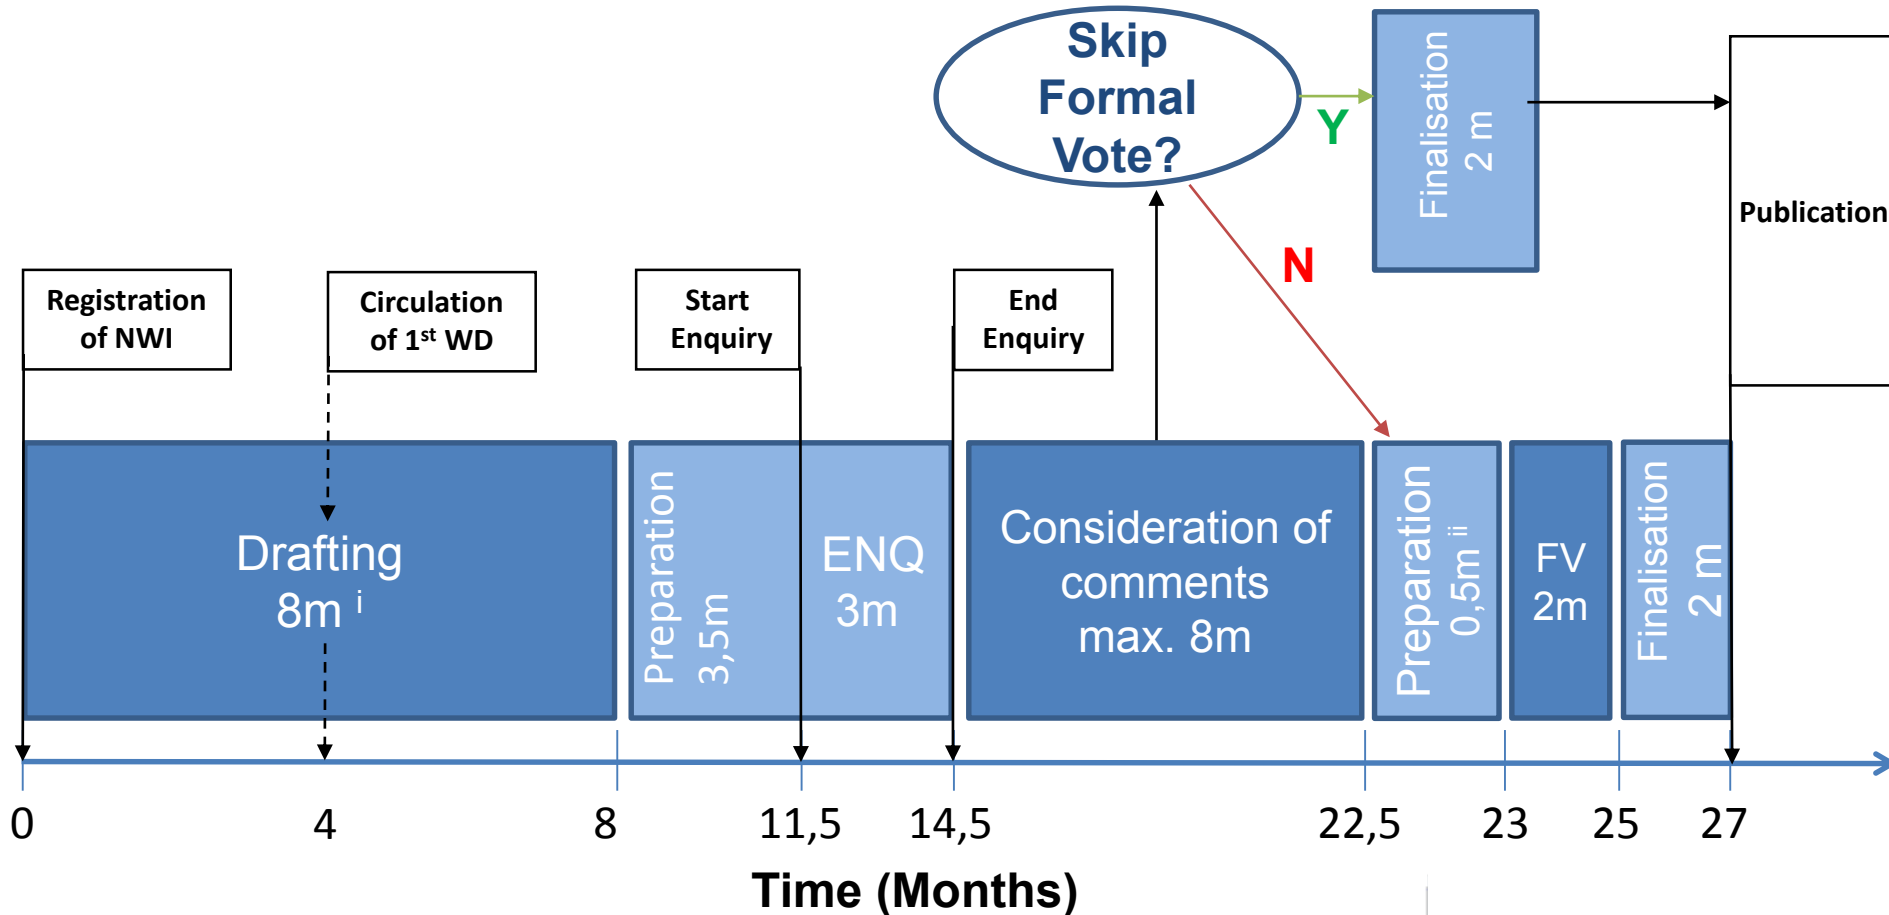 Skip
Formal
Vote?
Y
Finalisation
2 m
N
Publication
Registration
of NWI
Circulation
of 1st WD
Start
Enquiry
End
Enquiry
Drafting
8m i
Preparation
3,5m
ENQ
3m
Consideration of
comments
max. 8m
Preparation
0,5m ii
FV
2m
Finalisation
2 m
0 4 8 11,5 14,5 22,5 23 25 27
Time (Months)